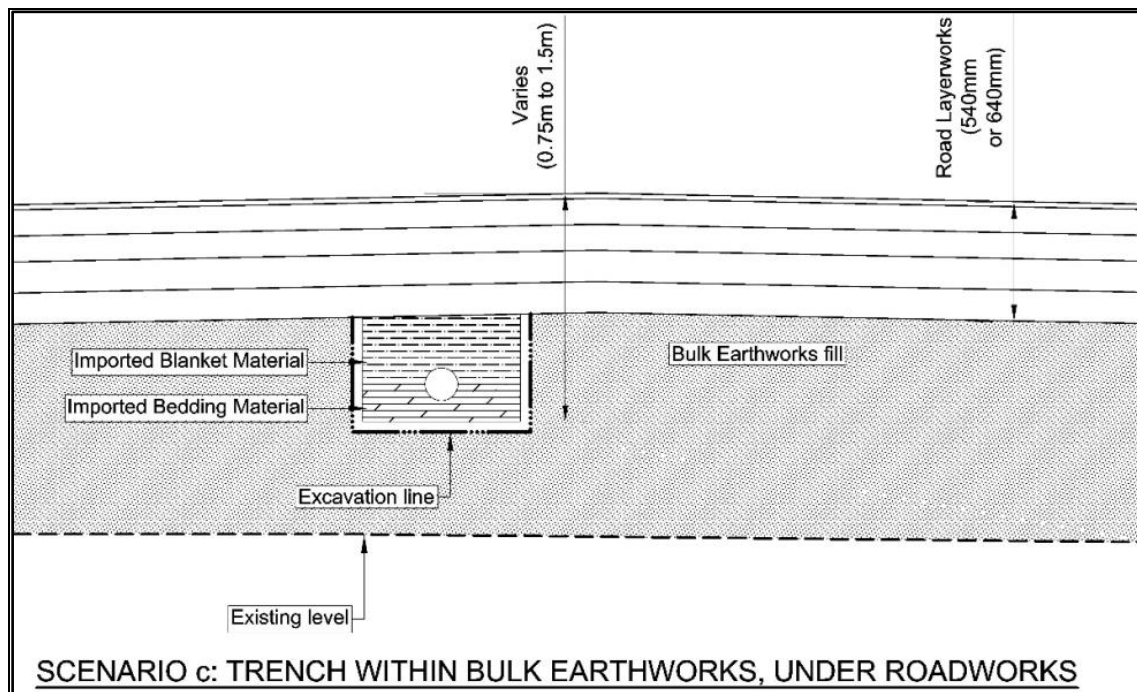 Varies
(0.75m to 1.5m)
Road Layerworks
(540mm
or 640mm)
Imported Blanket Material
Bulk Earthworks fill
Imported Bedding Material
Excavation line
Existing level
SCENARIO c: TRENCH WITHIN BULK EARTHWORKS, UNDER ROADWORKS